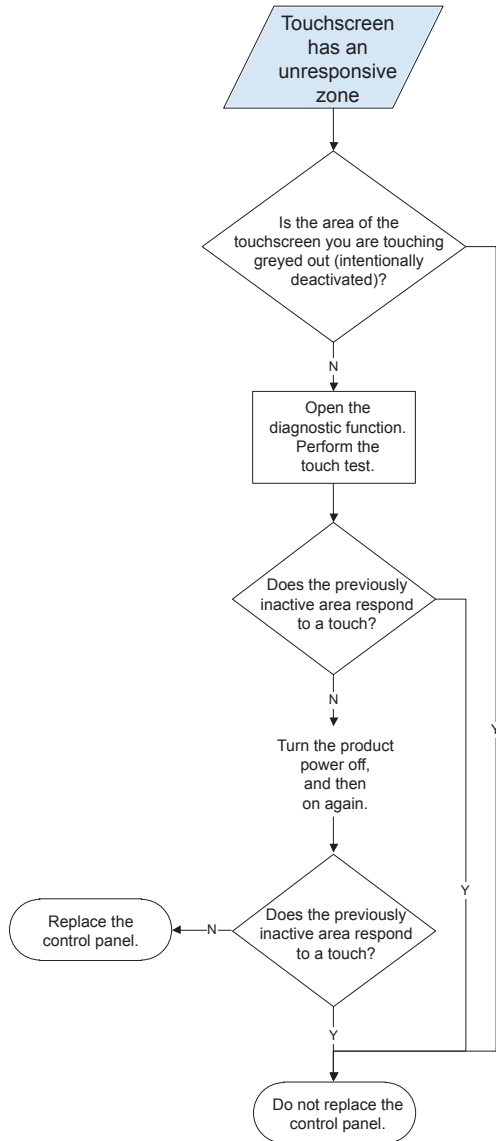 Touchscreen
has an
unresponsive
zone
Is the area of the
touchscreen you are touching
greyed out (intentionally
deactivated)?
N
Open the
diagnostic function.
Perform the
touch test.
Does the previously
inactive area respond
to a touch?
N
Y
Turn the product
power off,
and then
on again.
Y
Does the previously
inactive area respond
to a touch?
N
Replace the
control panel.
Y
Do not replace the
control panel.